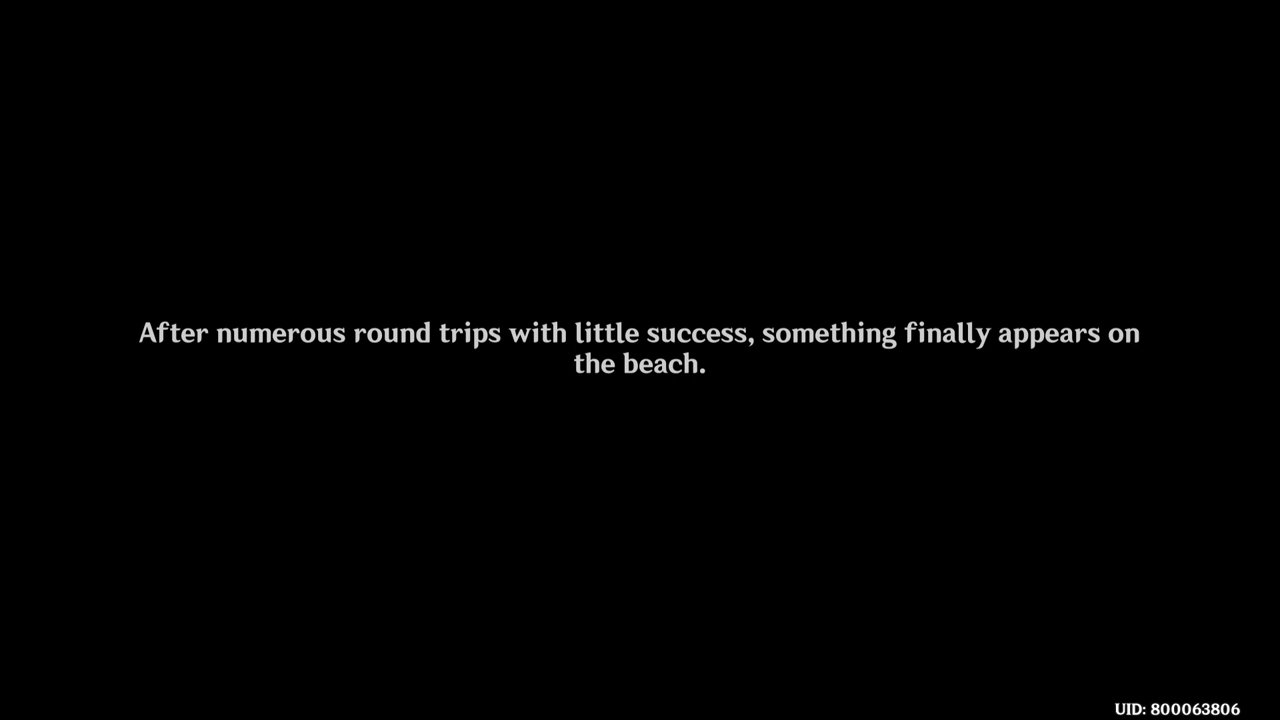 After numerous round trips with little success, something finally appears on
the beach.
UID: 800063806